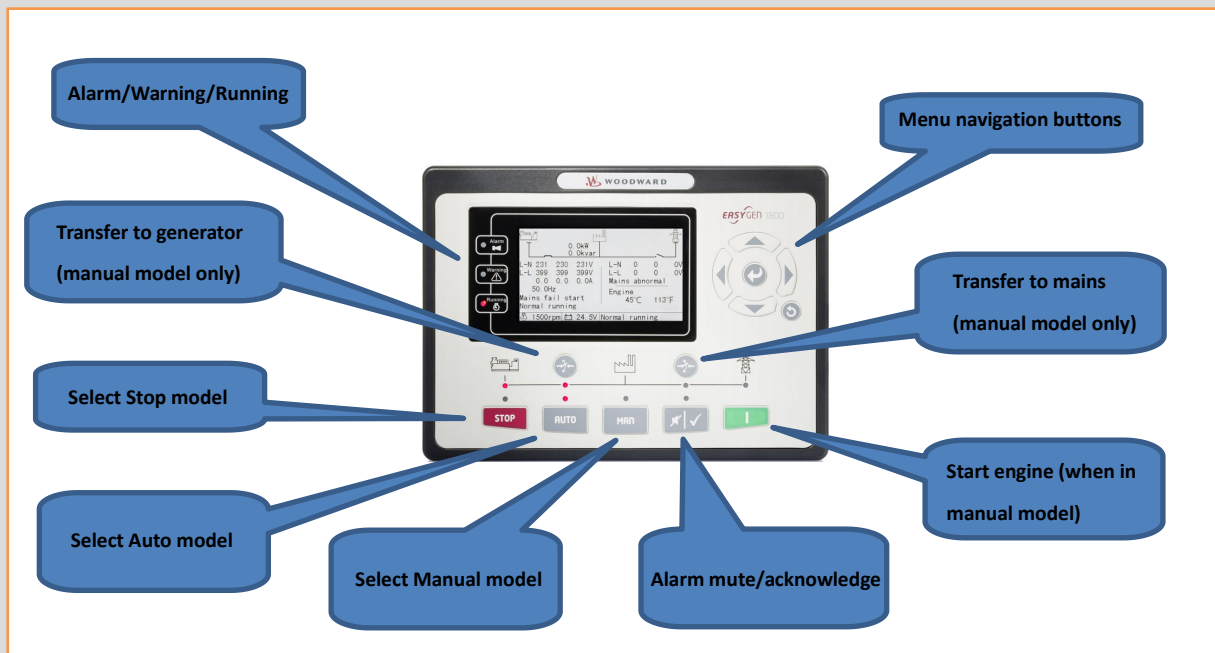 Alarm/Warning/Running
Menu navigation buttons
WOODWARD
EASYGEN 1800
Transfer to generator
(manual model only)
Alarm
Warning
Running
0.0kW
0.0kvar
L-N 231 230 231V
L-L 399 399 399V
0.0 0.0 0.0A
50.0Hz
Mains fail start
Normal running
L-N 0 0 0V
L-L 0 0 0V
Mains abnormal
Engine
45℃ 113℉
1500rpm 24.5V Normal running
Transfer to mains
(manual model only)
Select Stop model
STOP
AUTO
MAN
I
Start engine (when in
manual model)
Select Auto model
Select Manual model
Alarm mute/acknowledge